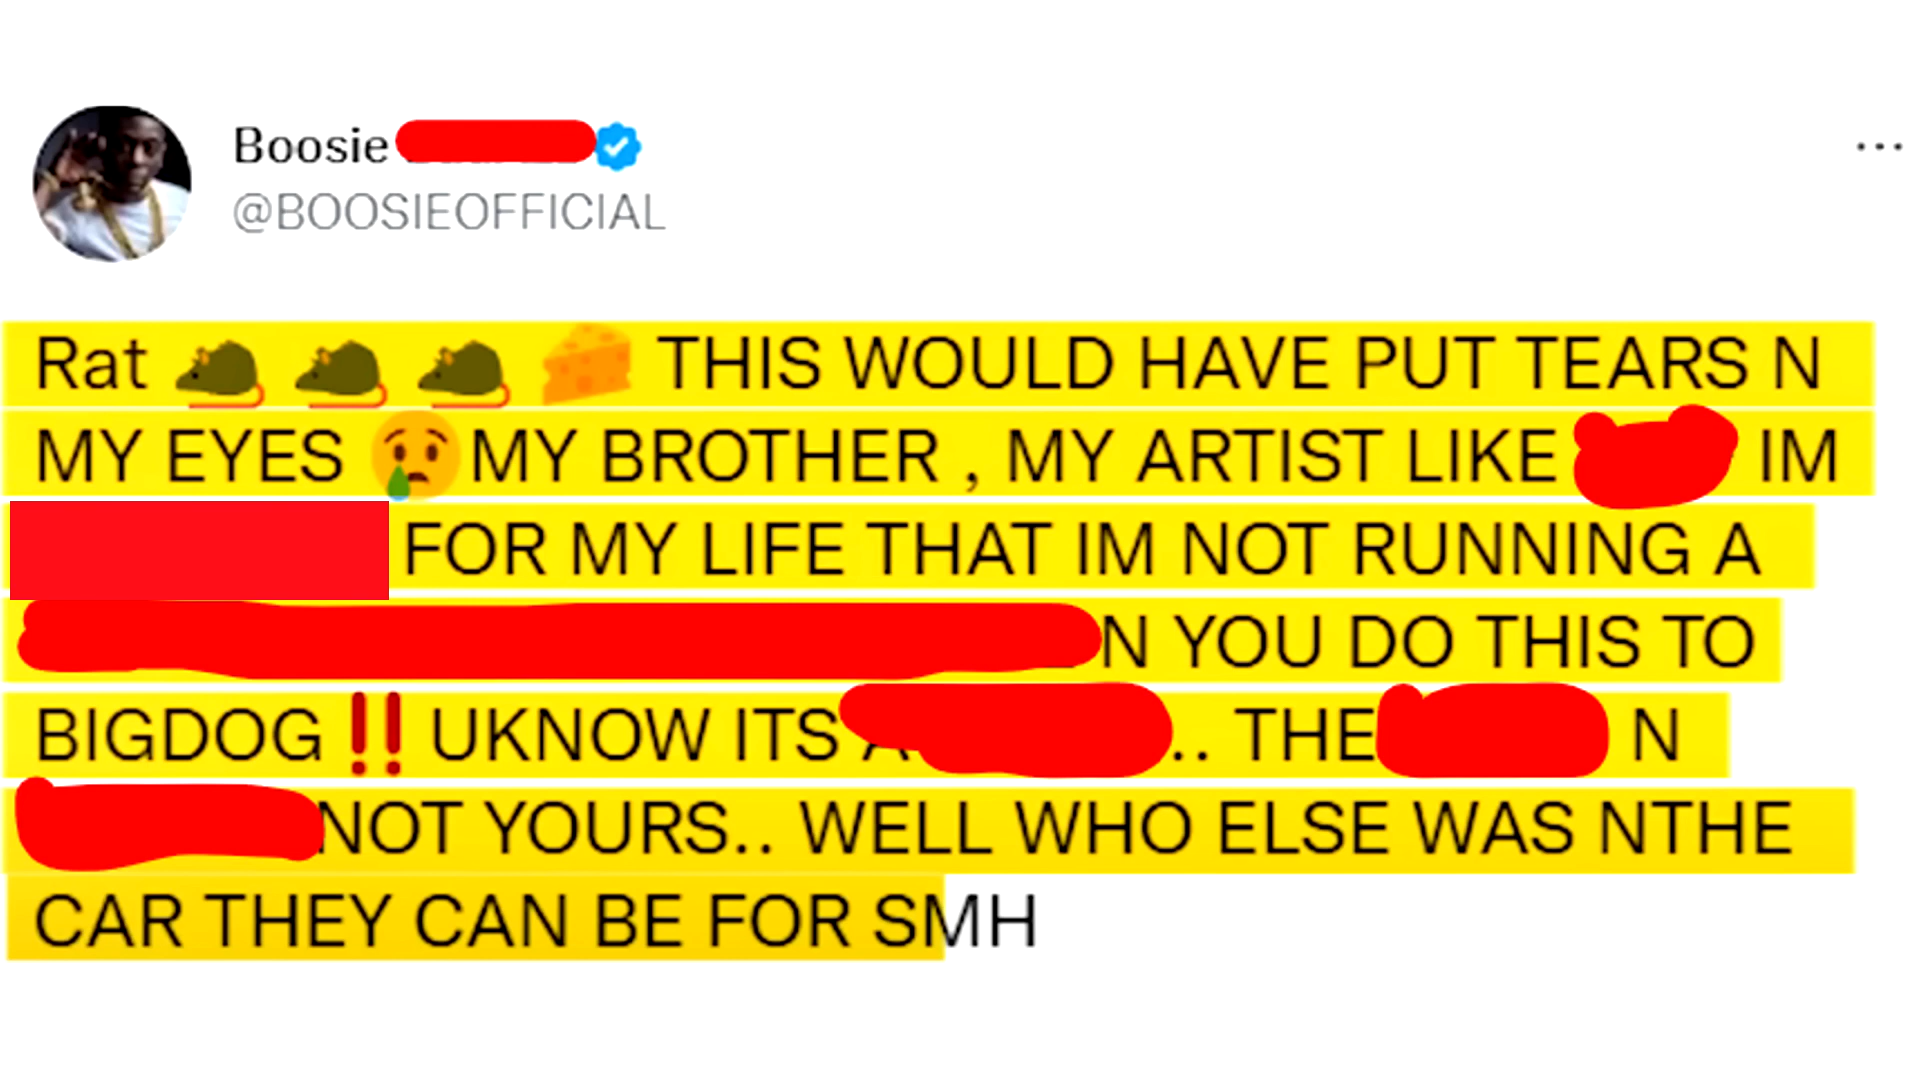 Boosie
@BOOSIEOFFICIAL
Rat 🐀 🐀 🐀 🧀 THIS WOULD HAVE PUT TEARS N
MY EYES 😢 MY BROTHER , MY ARTIST LIKE IM
FOR MY LIFE THAT IM NOT RUNNING A
N YOU DO THIS TO
BIGDOG ‼️ UKNOW ITS .. THE N
NOT YOURS.. WELL WHO ELSE WAS NTHE
CAR THEY CAN BE FOR SMH